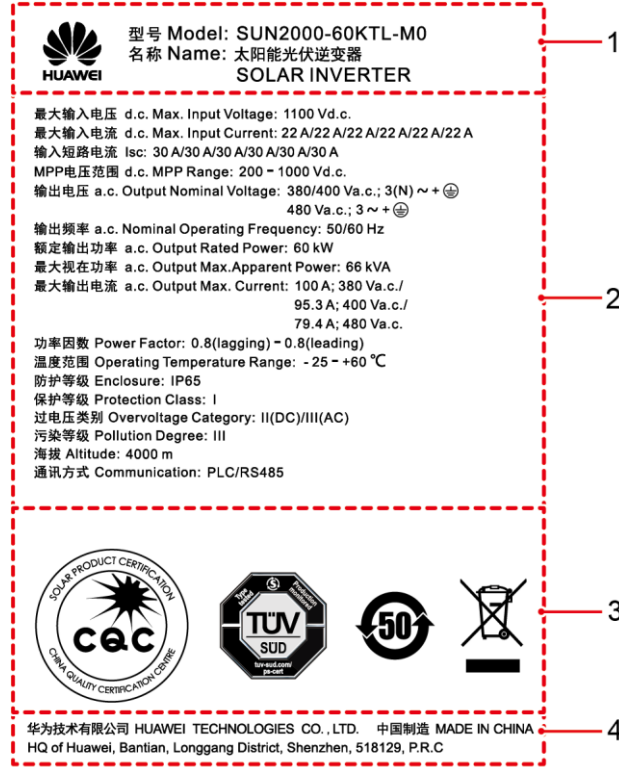 HUAWEI
型号 Model: SUN2000-60KTL-M0
名称 Name: 太阳能光伏逆变器
SOLAR INVERTER
1
最大输入电压 d.c. Max. Input Voltage: 1100 Vd.c.
最大输入电流 d.c. Max. Input Current: 22 A/22 A/22 A/22 A/22 A/22 A
输入短路电流 Isc: 30 A/30 A/30 A/30 A/30 A/30 A
MPP电压范围 d.c. MPP Range: 200 - 1000 Vd.c.
输出电压 a.c. Output Nominal Voltage: 380/400 Va.c.; 3(N) ~ + ⏚
480 Va.c.; 3 ~ + ⏚
输出频率 a.c. Nominal Operating Frequency: 50/60 Hz
额定输出功率 a.c. Output Rated Power: 60 kW
最大视在功率 a.c. Output Max.Apparent Power: 66 kVA
最大输出电流 a.c. Output Max. Current: 100 A; 380 Va.c./
95.3 A; 400 Va.c./
79.4 A; 480 Va.c.
2
功率因数 Power Factor: 0.8(lagging) - 0.8(leading)
温度范围 Operating Temperature Range: - 25 - +60 ℃
防护等级 Enclosure: IP65
保护等级 Protection Class: I
过电压类别 Overvoltage Category: II(DC)/III(AC)
污染等级 Pollution Degree: III
海拔 Altitude: 4000 m
通讯方式 Communication: PLC/RS485
SOLAR PRODUCT CERTIFICATION
CQC
CHINA QUALITY CERTIFICATION CENTRE
Type tested
S
Production monitored
TÜV
SÜD
tuv-sud.com/
ps-cert
50
3
华为技术有限公司 HUAWEI TECHNOLOGIES CO., LTD. 中国制造 MADE IN CHINA
HQ of Huawei, Bantian, Longgang District, Shenzhen, 518129, P.R.C
4